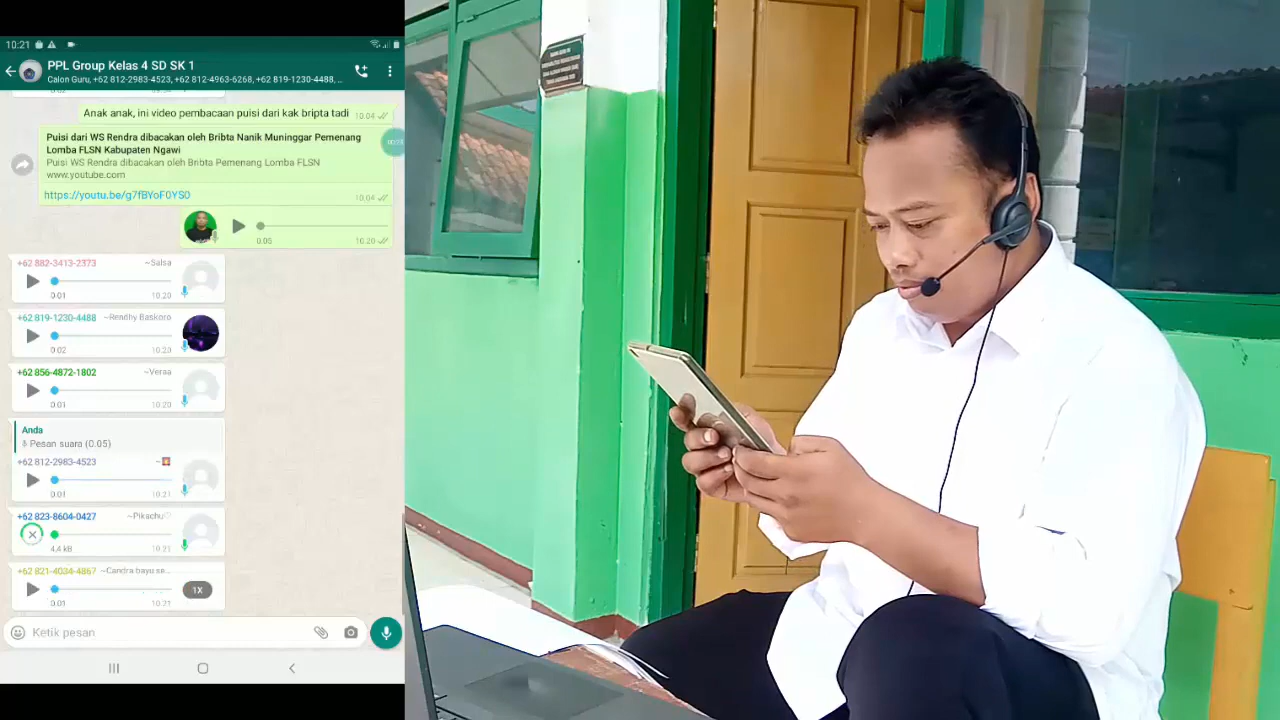 10:21
PPL Group Kelas 4 SD SK 1
Calon Guru, +62 812-2983-4523, +62 812-4963-6268, +62 819-1230-4488, ...
Anak anak, ini video pembacaan puisi dari kak bripta tadi
10.04
Puisi dari WS Rendra dibacakan oleh Bribta Nanik Muninggar Pemenang
Lomba FLSN Kabupaten Ngawi
Puisi WS Rendra dibacakan oleh Bribta Pemenang Lomba FLSN
www.youtube.com
https://youtu.be/g7fBYoF0YS0
10.04
0.05
10.20
+62 882-3413-2373 ~Salsa
0.01 10.20
+62 819-1230-4488 ~Rendhy Baskoro
0.02 10.20
+62 856-4872-1802 ~Veraa
0.01 10.20
Anda
Pesan suara (0.05)
+62 812-2983-4523 ~
0.01 10.21
+62 823-8604-0427 ~Pikachu♡
4,4 kB 10.21
+62 821-4034-4867 ~Candra bayu se...
1X
0.01 10.21
Ketik pesan